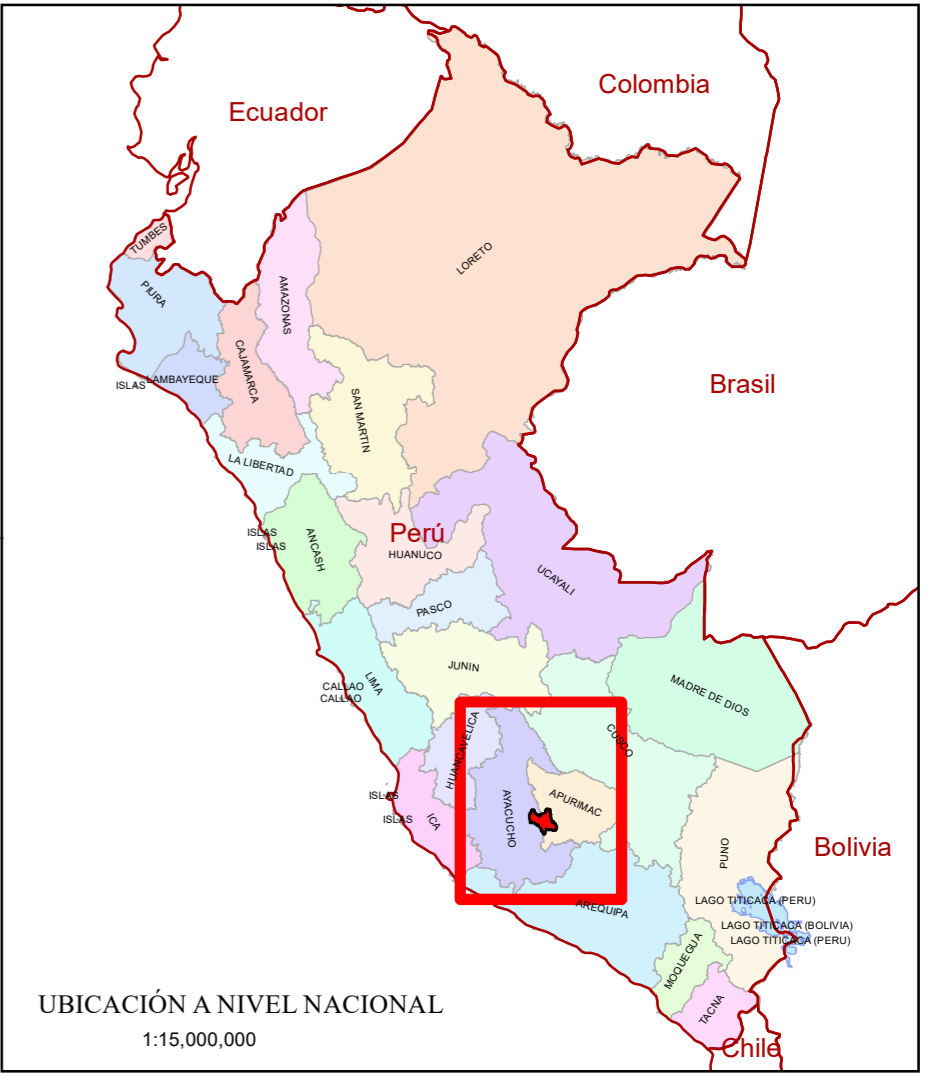 Colombia
Ecuador
TUMBES
LORETO
PIURA
AMAZONAS
CAJAMARCA
ISLAS
LAMBAYEQUE
Brasil
SAN MARTIN
LA LIBERTAD
ISLAS
ISLAS
ANCASH
Perú
HUANUCO
UCAYALI
PASCO
JUNIN
LIMA
CALLAO
CALLAO
MADRE DE DIOS
CUSCO
HUANCAVELICA
ISLAS
ISLAS
ICA
AYACUCHO
APURIMAC
PUNO
Bolivia
AREQUIPA
LAGO TITICACA (PERU)
LAGO TITICACA (BOLIVIA)
LAGO TITICACA (PERU)
MOQUEGUA
TACNA
UBICACIÓN A NIVEL NACIONAL
1:15,000,000
Chile